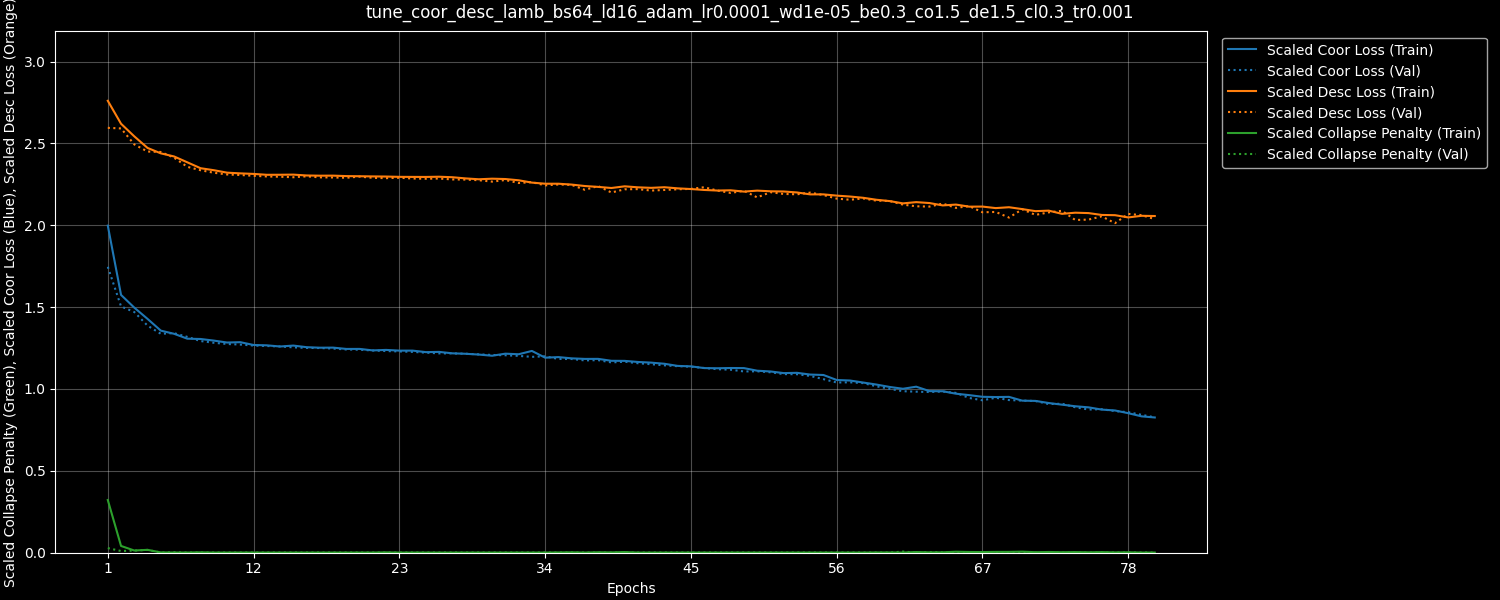 tune_coor_desc_lamb_bs64_ld16_adam_lr0.0001_wd1e-05_be0.3_co1.5_de1.5_cl0.3_tr0.001
Scaled Collapse Penalty (Green), Scaled Coor Loss (Blue), Scaled Desc Loss (Orange)
3.0
2.5
2.0
1.5
1.0
0.5
0.0
1 12 23 34 45 56 67 78
Epochs
Scaled Coor Loss (Train)
Scaled Coor Loss (Val)
Scaled Desc Loss (Train)
Scaled Desc Loss (Val)
Scaled Collapse Penalty (Train)
Scaled Collapse Penalty (Val)